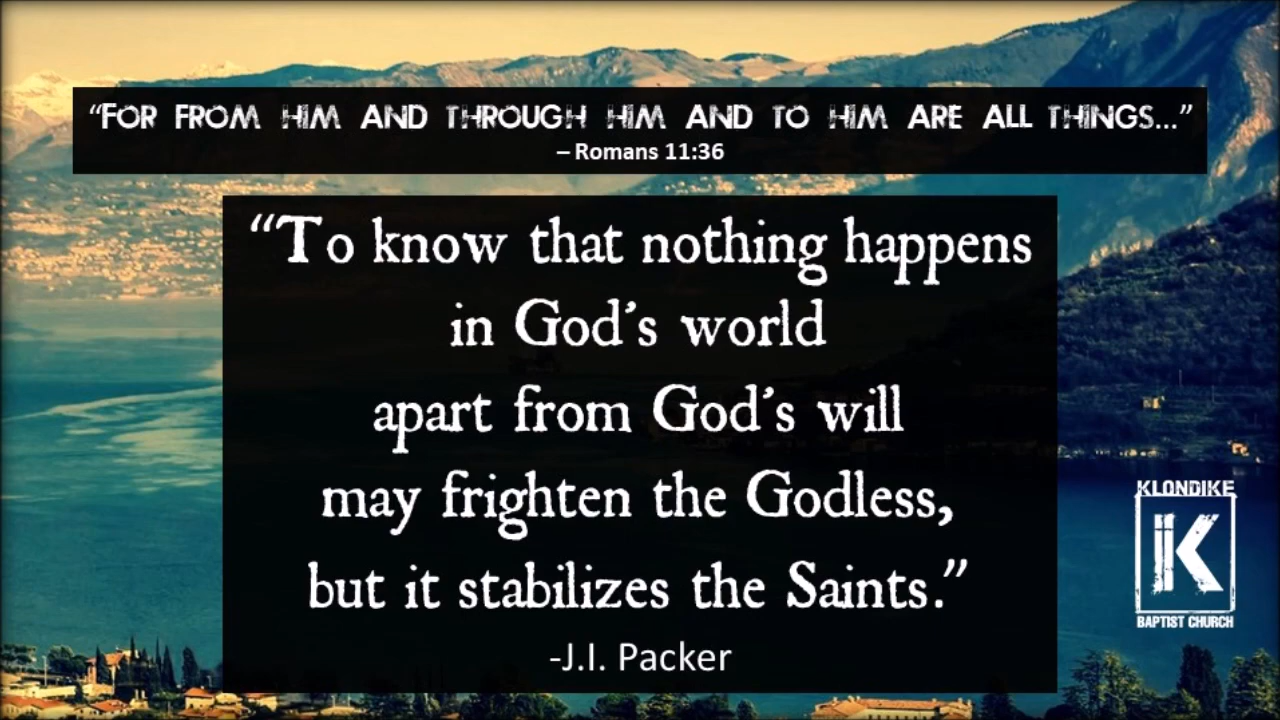 “FOR FROM HIM AND THROUGH HIM AND TO HIM ARE ALL THINGS...”
– Romans 11:36
“To know that nothing happens
in God’s world
apart from God’s will
may frighten the Godless,
but it stabilizes the Saints.”
-J.I. Packer
KLONDIKE
K
BAPTIST CHURCH